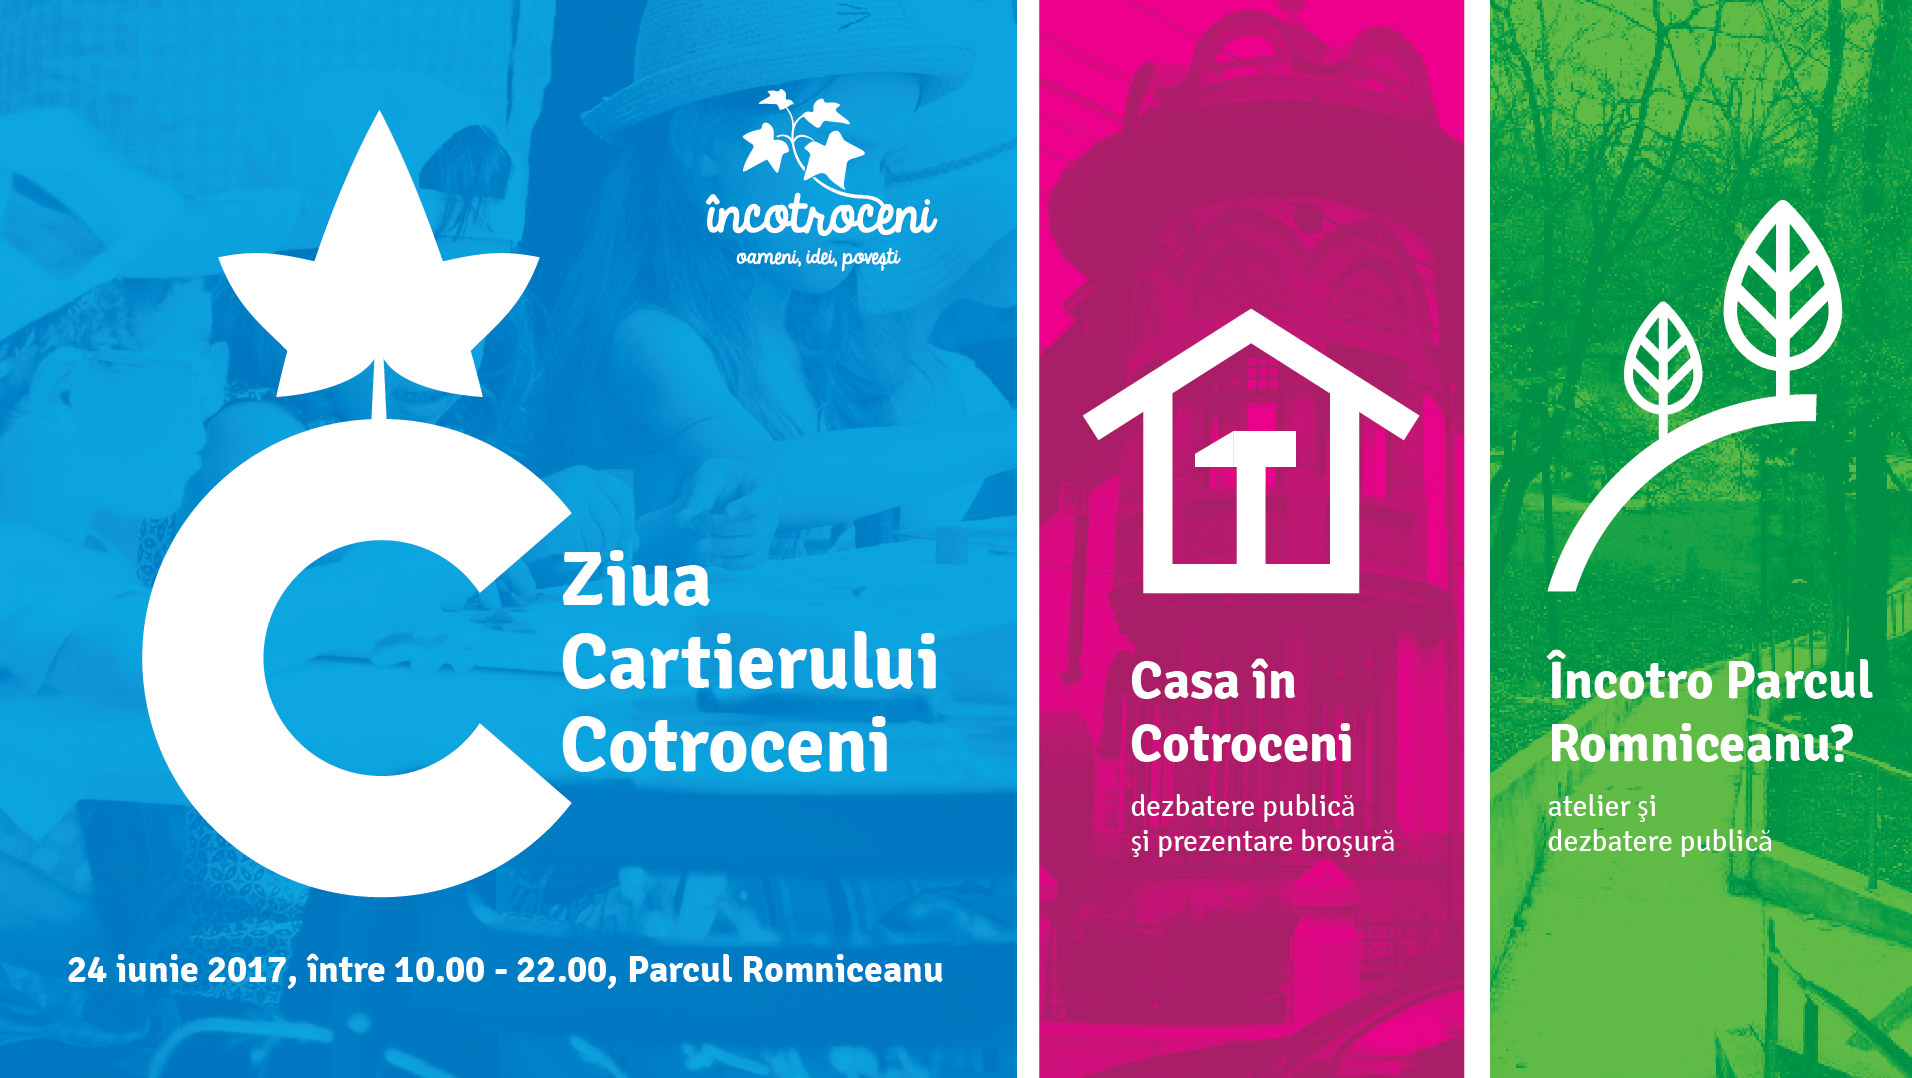 încotroceni
oameni, idei, povești
Ziua
Cartierului
Cotroceni
24 iunie 2017, între 10.00 - 22.00, Parcul Romniceanu
Casa în
Cotroceni
dezbatere publică
şi prezentare broşură
Încotro Parcul
Romniceanu?
atelier şi
dezbatere publică